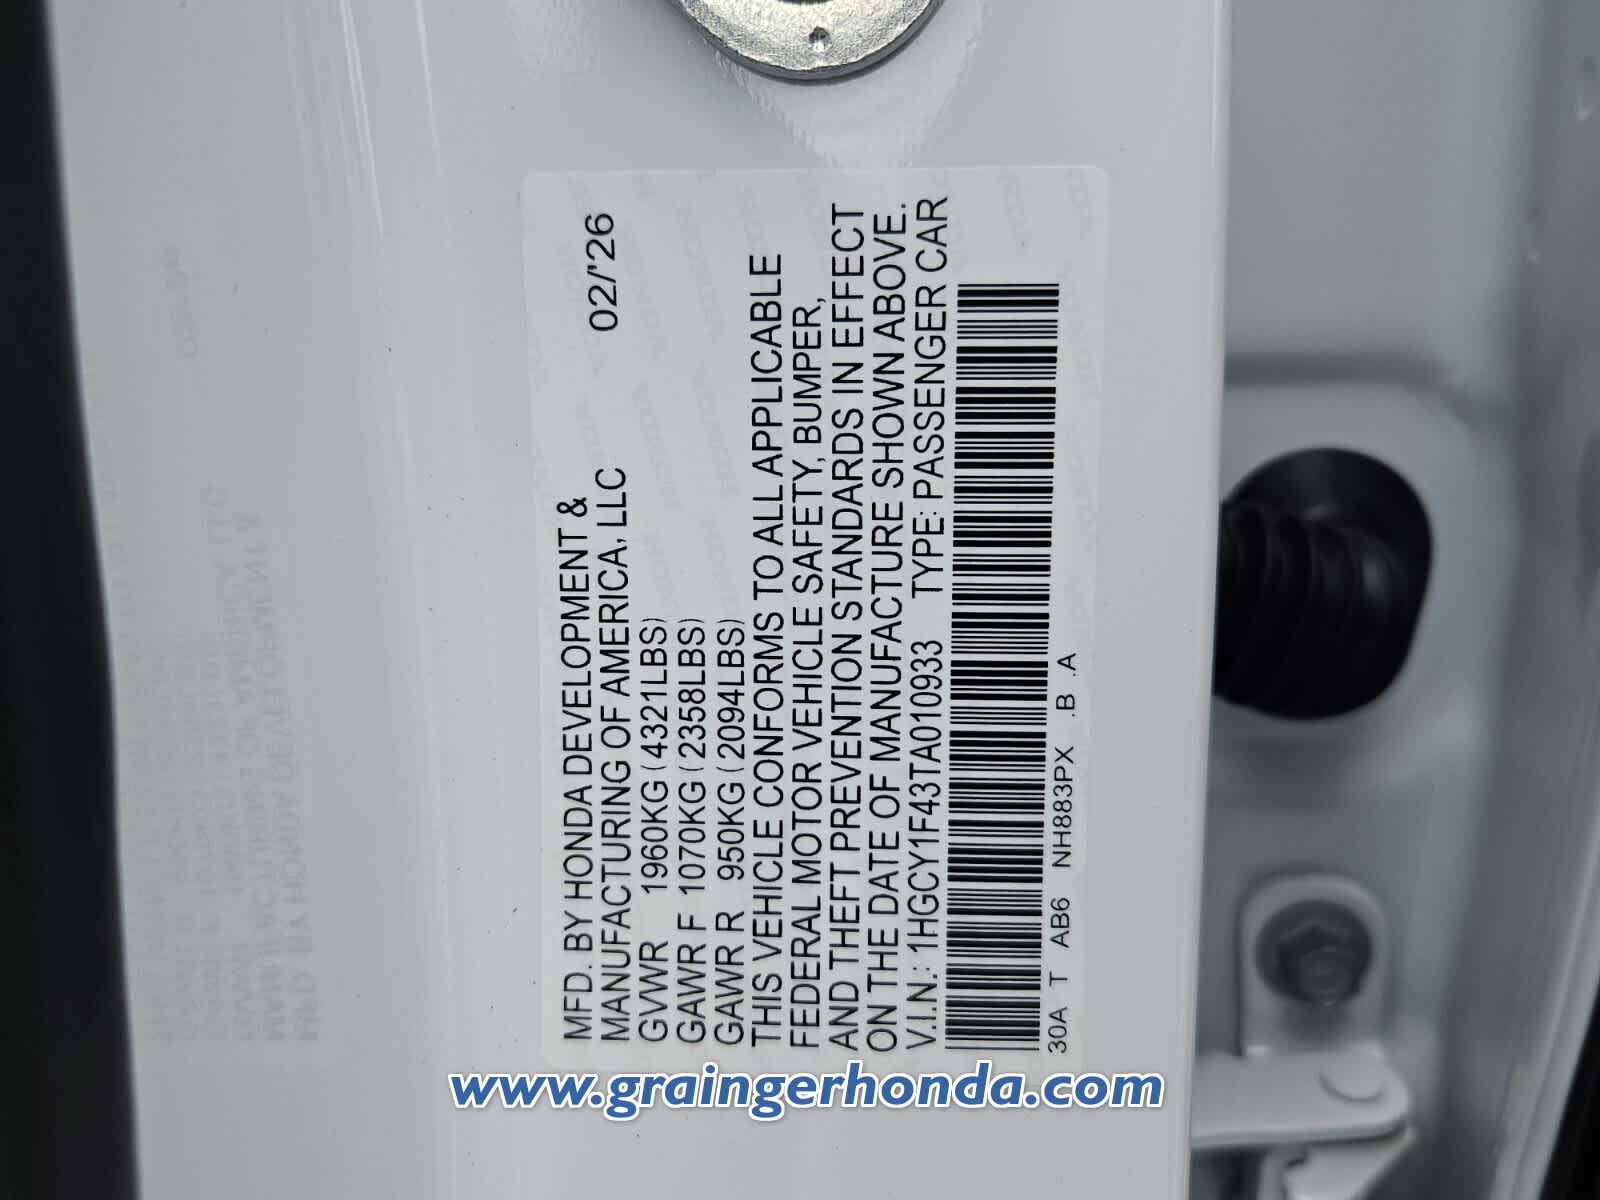 MFD. BY HONDA DEVELOPMENT &
MANUFACTURING OF AMERICA, LLC 02/'26
GVWR 1960KG (4321LBS)
GAWR F 1070KG (2358LBS)
GAWR R 950KG (2094LBS)
THIS VEHICLE CONFORMS TO ALL APPLICABLE
FEDERAL MOTOR VEHICLE SAFETY, BUMPER,
AND THEFT PREVENTION STANDARDS IN EFFECT
ON THE DATE OF MANUFACTURE SHOWN ABOVE.
V.I.N.: 1HGCY1F43TA010933 TYPE: PASSENGER CAR
30A T AB6 NH883PX .B .A
www.graingerhonda.com